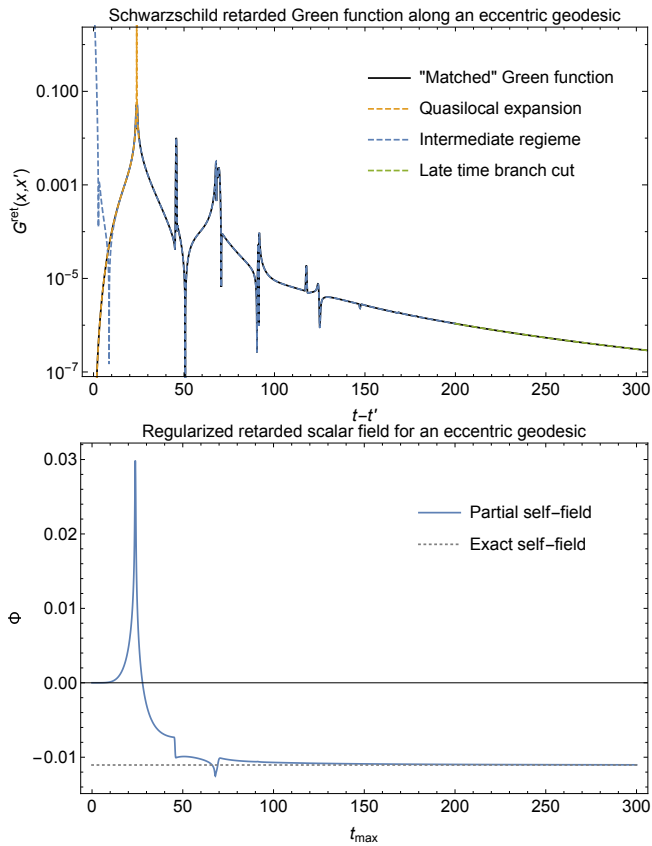 Schwarzschild retarded Green function along an eccentric geodesic
"Matched" Green function
Quasilocal expansion
Intermediate regieme
Late time branch cut
G^ret(x,x')
0.100
0.001
10^-5
10^-7
0 50 100 150 200 250 300
t-t'
Regularized retarded scalar field for an eccentric geodesic
Partial self-field
Exact self-field
Φ
0.03
0.02
0.01
0.00
-0.01
0 50 100 150 200 250 300
t_max